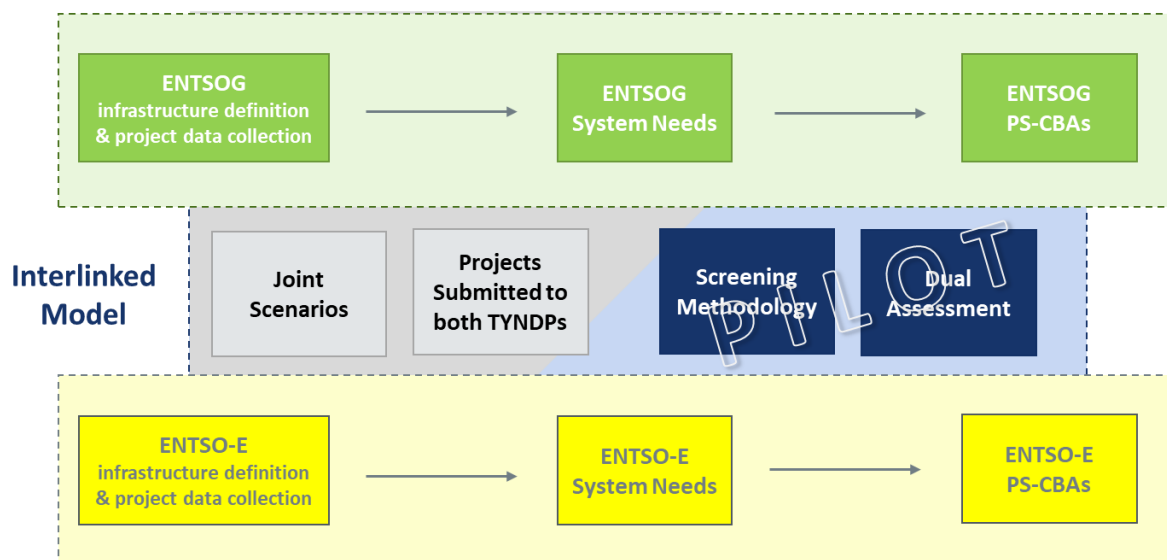 ENTSOG
infrastructure definition
& project data collection
ENTSOG
System Needs
ENTSOG
PS-CBAs
Interlinked
Model
Joint
Scenarios
Projects
Submitted to
both TYNDPs
Screening
Methodology
Dual
Assessment
PILOT
ENTSO-E
infrastructure definition
& project data collection
ENTSO-E
System Needs
ENTSO-E
PS-CBAs